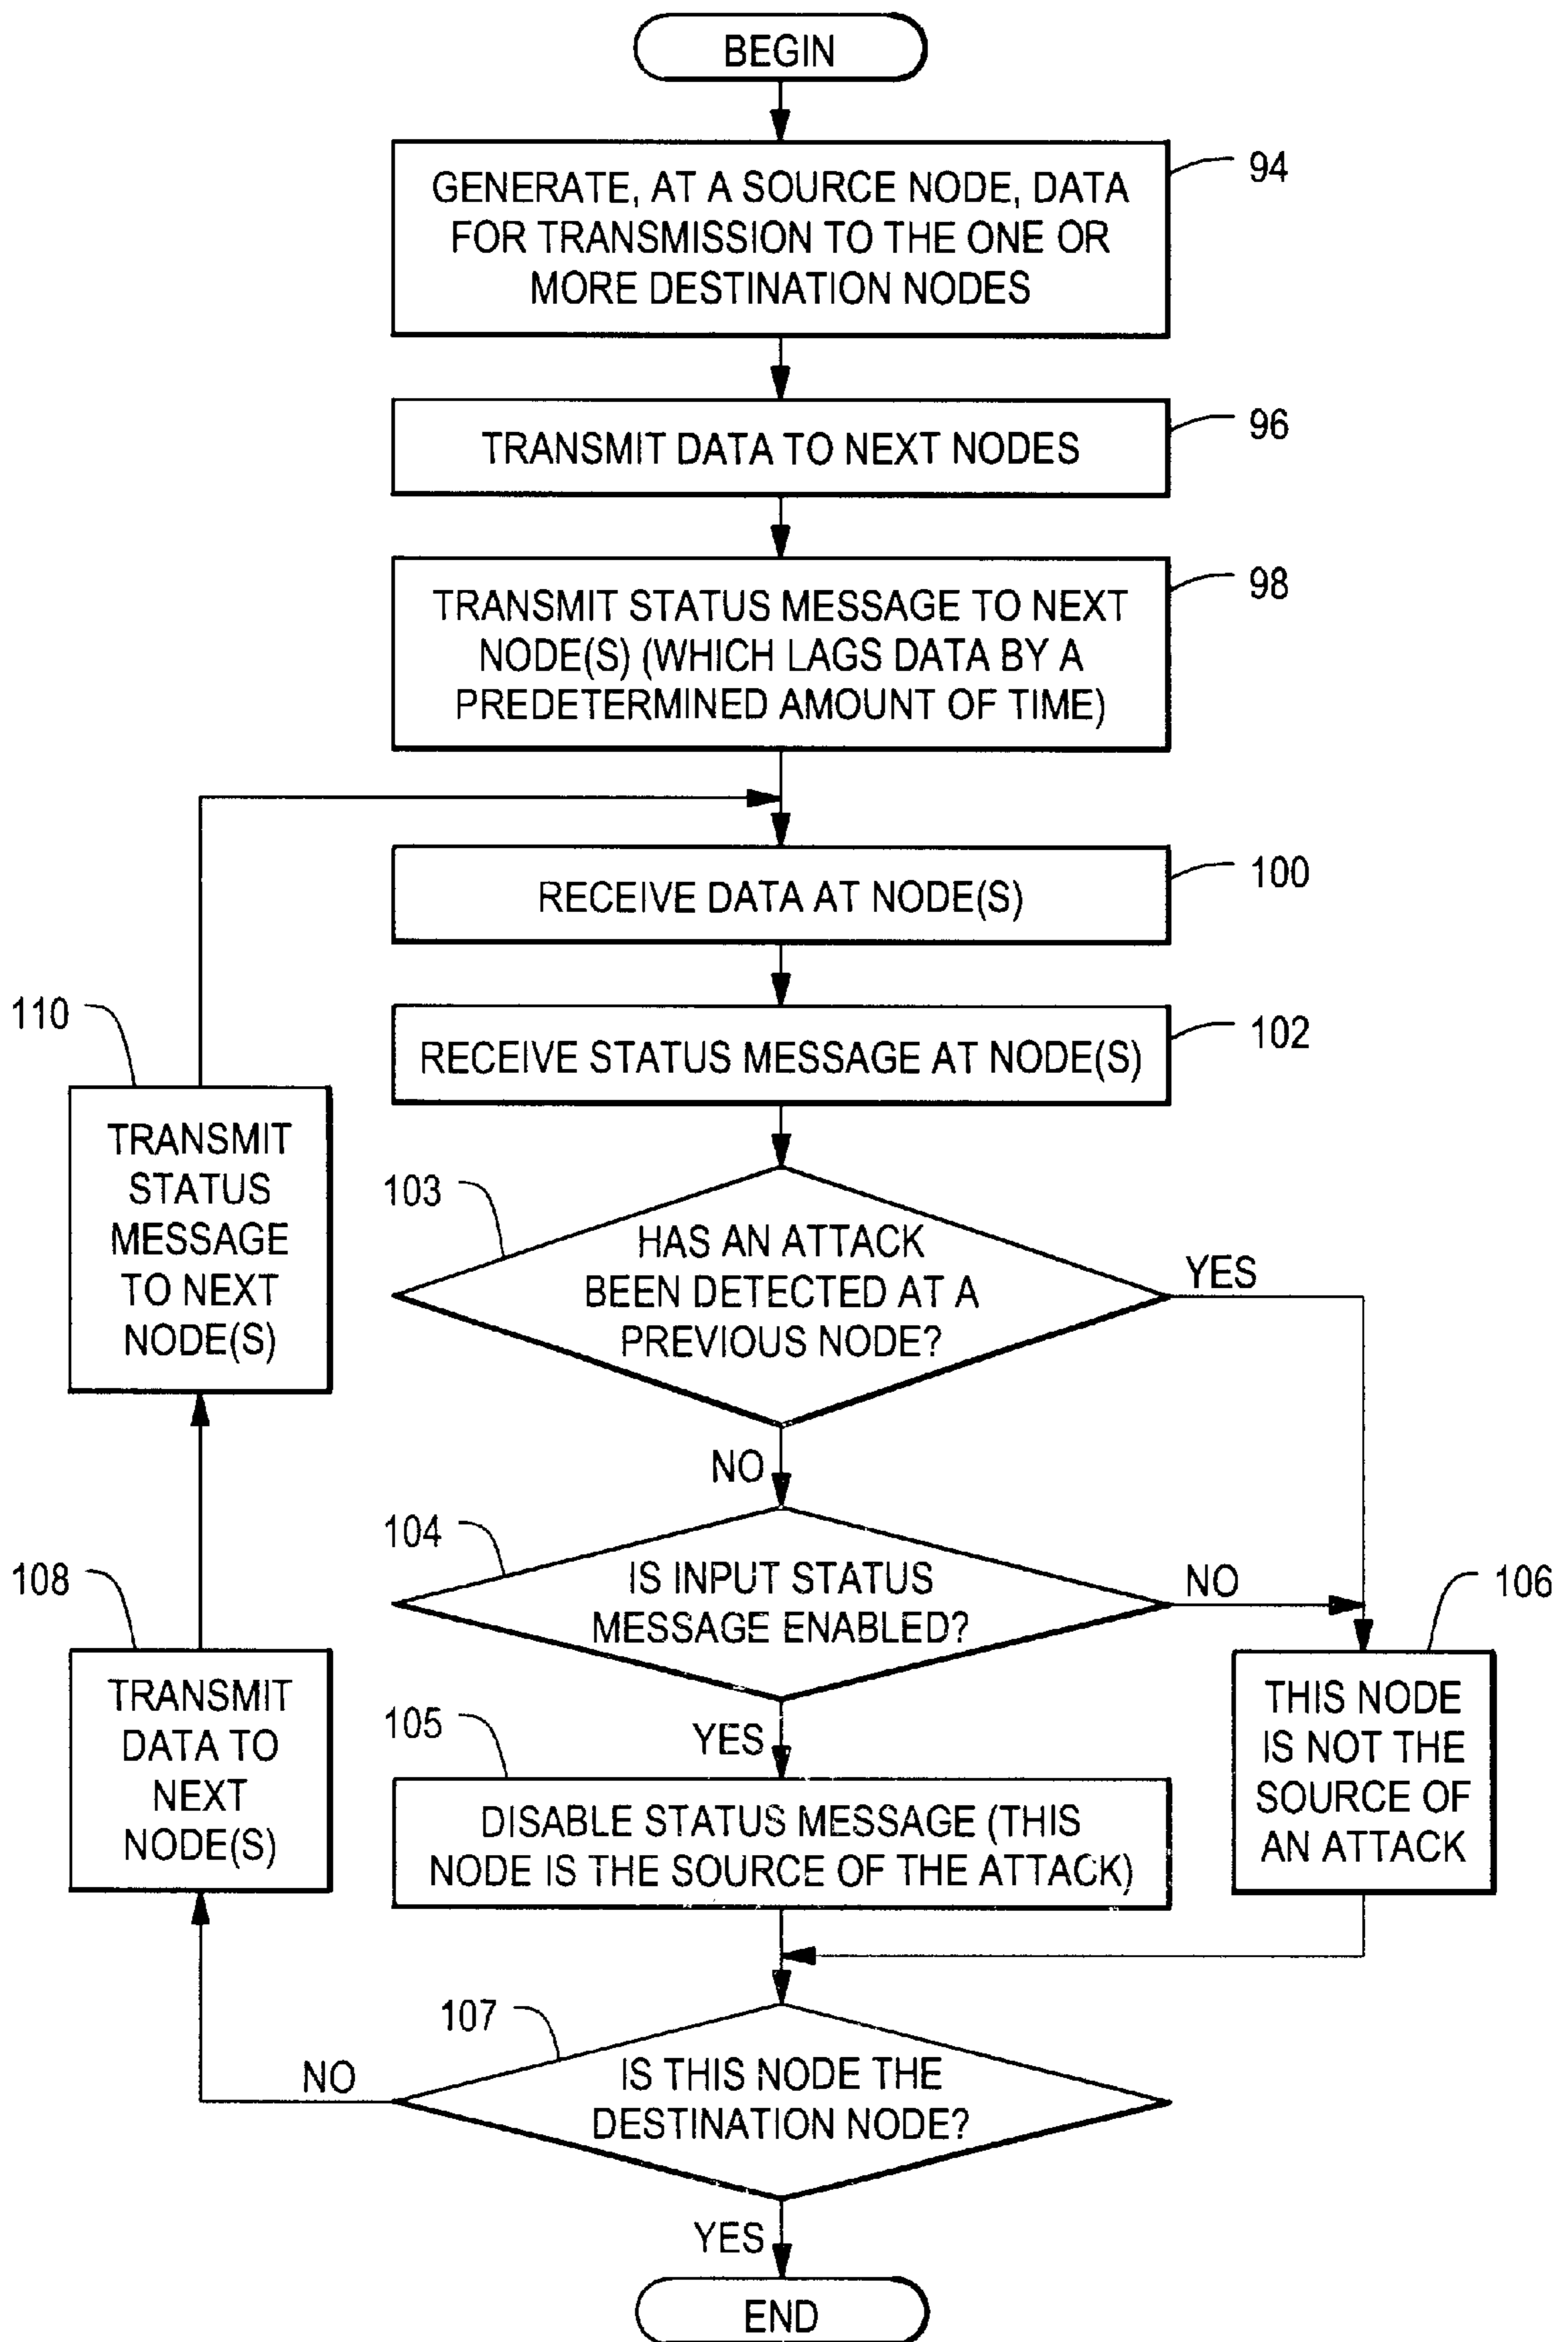 BEGIN
GENERATE, AT A SOURCE NODE, DATA
FOR TRANSMISSION TO THE ONE OR
MORE DESTINATION NODES
94
TRANSMIT DATA TO NEXT NODES
96
TRANSMIT STATUS MESSAGE TO NEXT
NODE(S) (WHICH LAGS DATA BY A
PREDETERMINED AMOUNT OF TIME)
98
RECEIVE DATA AT NODE(S)
100
RECEIVE STATUS MESSAGE AT NODE(S)
102
110
TRANSMIT
STATUS
MESSAGE
TO NEXT
NODE(S)
103
HAS AN ATTACK
BEEN DETECTED AT A
PREVIOUS NODE?
YES
NO
104
IS INPUT STATUS
MESSAGE ENABLED?
NO
106
THIS NODE
IS NOT THE
SOURCE OF
AN ATTACK
108
TRANSMIT
DATA TO
NEXT
NODE(S)
YES
105
DISABLE STATUS MESSAGE (THIS
NODE IS THE SOURCE OF THE ATTACK)
107
IS THIS NODE THE
DESTINATION NODE?
NO
YES
END